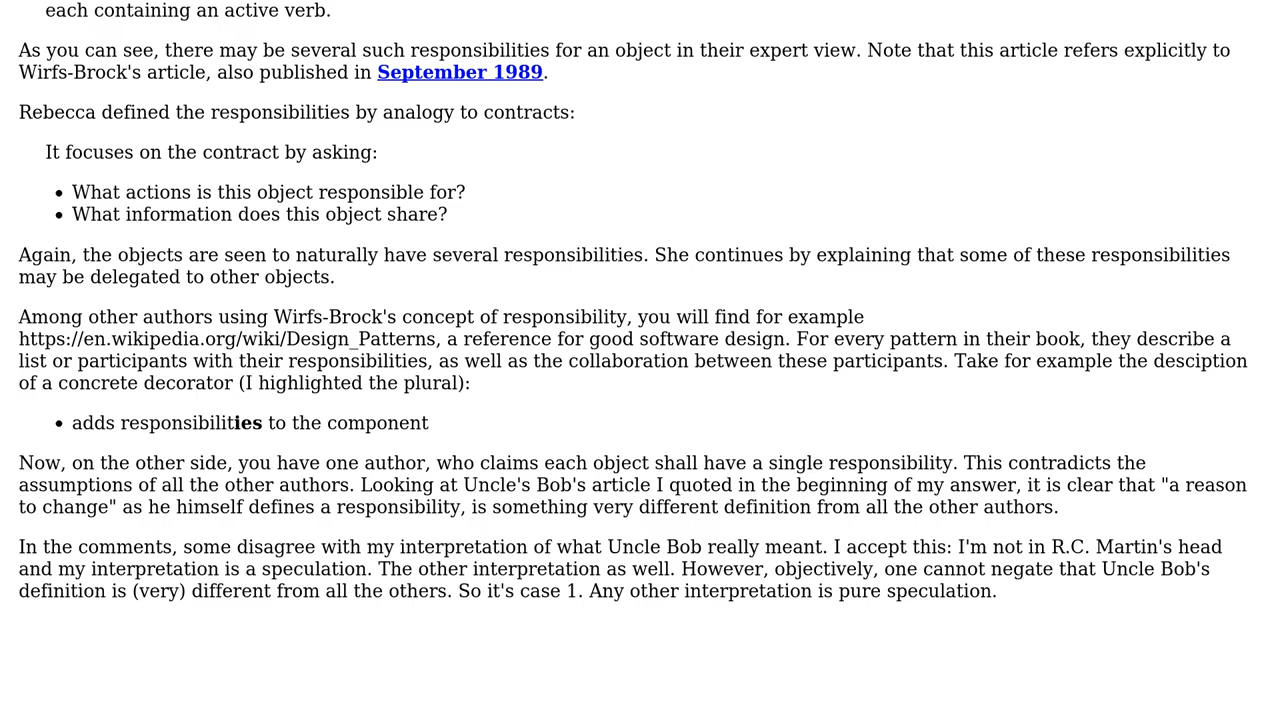 each containing an active verb.
As you can see, there may be several such responsibilities for an object in their expert view. Note that this article refers explicitly to
Wirfs-Brock's article, also published in September 1989.
Rebecca defined the responsibilities by analogy to contracts:
It focuses on the contract by asking:
• What actions is this object responsible for?
• What information does this object share?
Again, the objects are seen to naturally have several responsibilities. She continues by explaining that some of these responsibilities
may be delegated to other objects.
Among other authors using Wirfs-Brock's concept of responsibility, you will find for example
https://en.wikipedia.org/wiki/Design_Patterns, a reference for good software design. For every pattern in their book, they describe a
list or participants with their responsibilities, as well as the collaboration between these participants. Take for example the desciption
of a concrete decorator (I highlighted the plural):
• adds responsibilities to the component
Now, on the other side, you have one author, who claims each object shall have a single responsibility. This contradicts the
assumptions of all the other authors. Looking at Uncle's Bob's article I quoted in the beginning of my answer, it is clear that "a reason
to change" as he himself defines a responsibility, is something very different definition from all the other authors.
In the comments, some disagree with my interpretation of what Uncle Bob really meant. I accept this: I'm not in R.C. Martin's head
and my interpretation is a speculation. The other interpretation as well. However, objectively, one cannot negate that Uncle Bob's
definition is (very) different from all the others. So it's case 1. Any other interpretation is pure speculation.